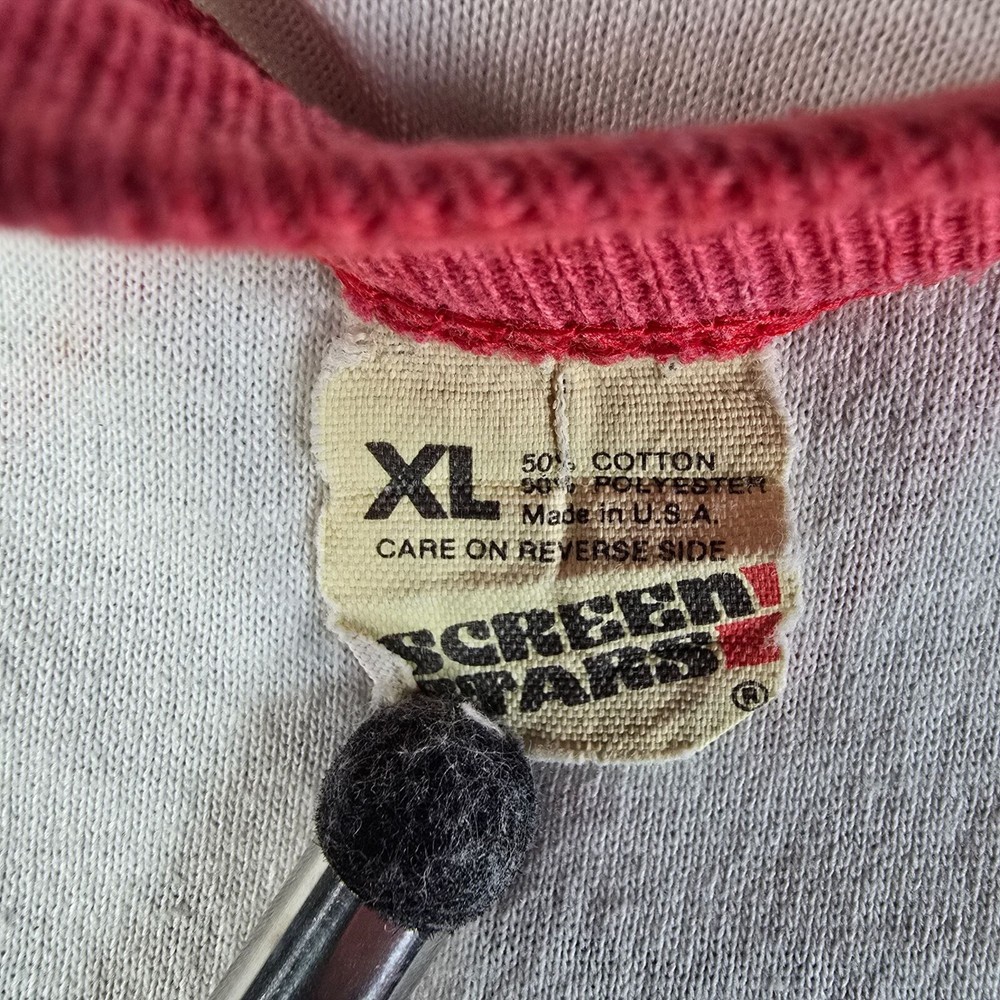 XL
50% COTTON
50% POLYESTER
Made in U.S.A.
CARE ON REVERSE SIDE
SCREEN
STARS
®